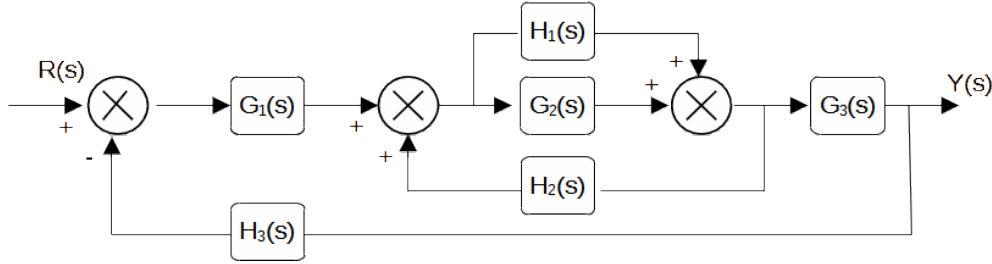 H₁(s)
R(s)
Y(s)
+
-
G₁(s)
+
+
G₂(s)
+
+
G₃(s)
H₂(s)
H₃(s)